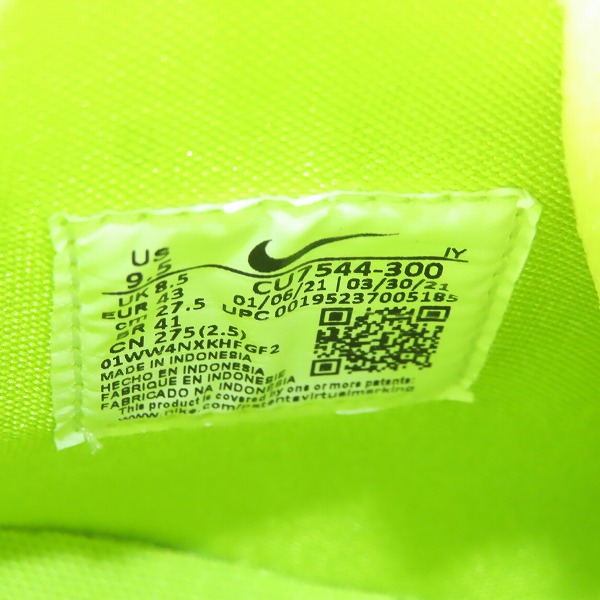 IY
US 9.5
UK 8.5
EUR 43
cm 27.5
BR 41
CN 275(2.5)
CU7544-300
01/06/21 | 03/30/21
UPC 00195237005185
01WW4NXKHFGF2
MADE IN INDONESIA
HECHO EN INDONESIA
FABRIQUE EN INDONESIE
FABRICADO NA INDONESIA
This product is covered by one or more patents:
www.nike.com/patentsvirtualmarking